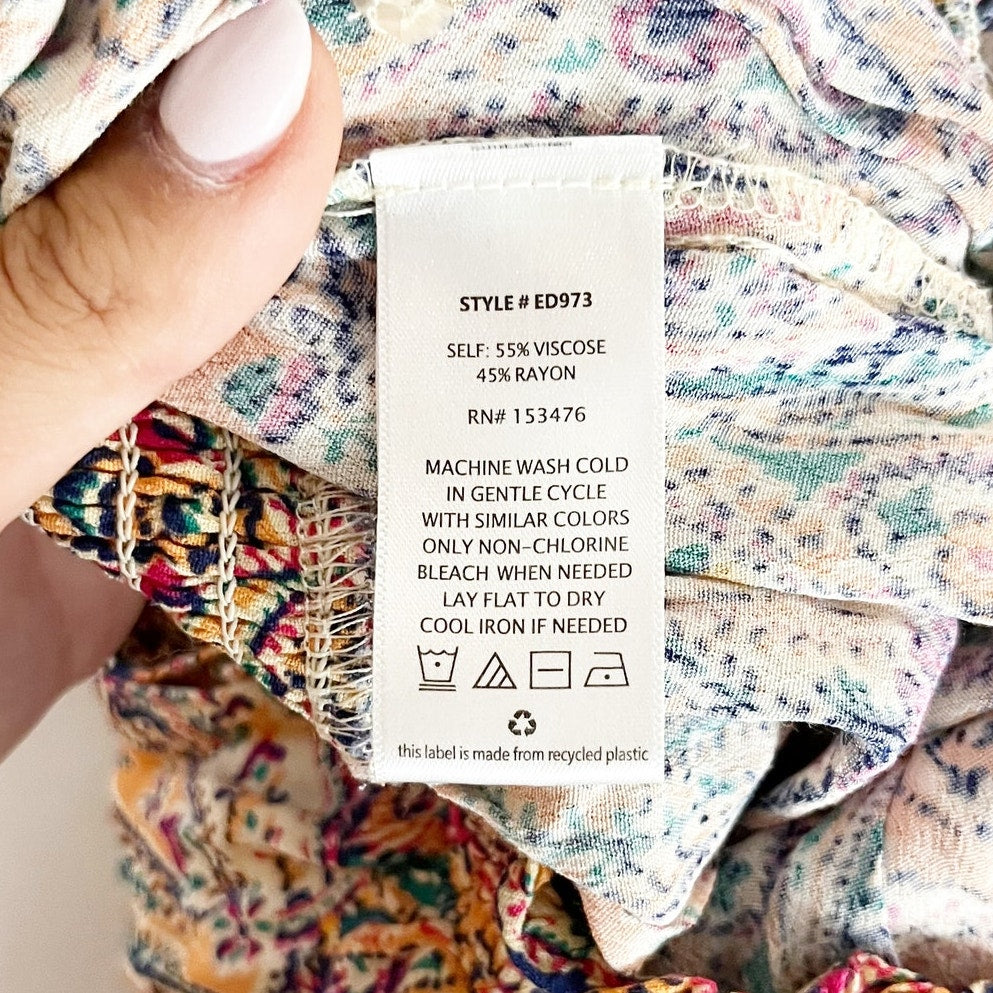 STYLE # ED973
SELF: 55% VISCOSE
45% RAYON
RN# 153476
MACHINE WASH COLD
IN GENTLE CYCLE
WITH SIMILAR COLORS
ONLY NON-CHLORINE
BLEACH WHEN NEEDED
LAY FLAT TO DRY
COOL IRON IF NEEDED
this label is made from recycled plastic